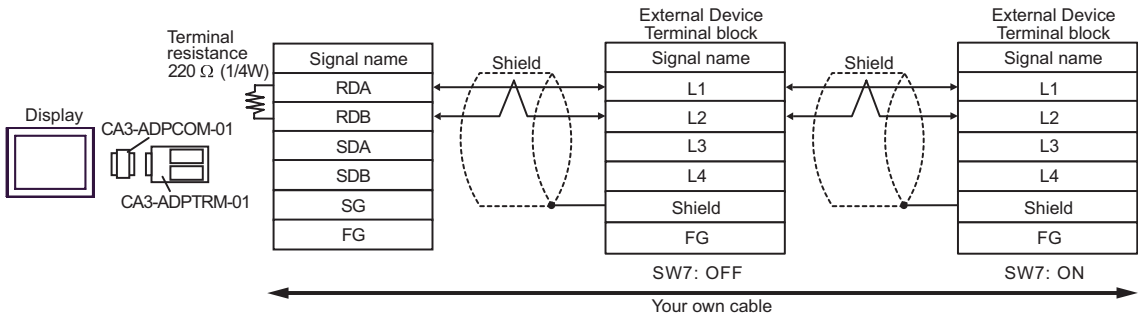 Display
CA3-ADPCOM-01
CA3-ADPTRM-01
Terminal
resistance
220 Ω (1/4W)
Signal name
RDA
RDB
SDA
SDB
SG
FG
Shield
External Device
Terminal block
Signal name
L1
L2
L3
L4
Shield
FG
SW7: OFF
Shield
External Device
Terminal block
Signal name
L1
L2
L3
L4
Shield
FG
SW7: ON
Your own cable